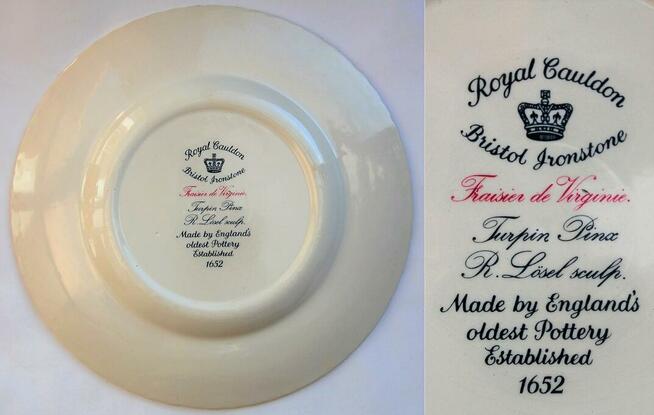 Royal Cauldon
Bristol Ironstone
Fraisier de Virginie.
Turpin Pinx
R. Lösel sculp.
Made by England's
oldest Pottery
Established
1652
Royal Cauldon
Bristol Ironstone
Fraisier de Virginie.
Turpin Pinx
R. Lösel sculp.
Made by England's
oldest Pottery
Established
1652